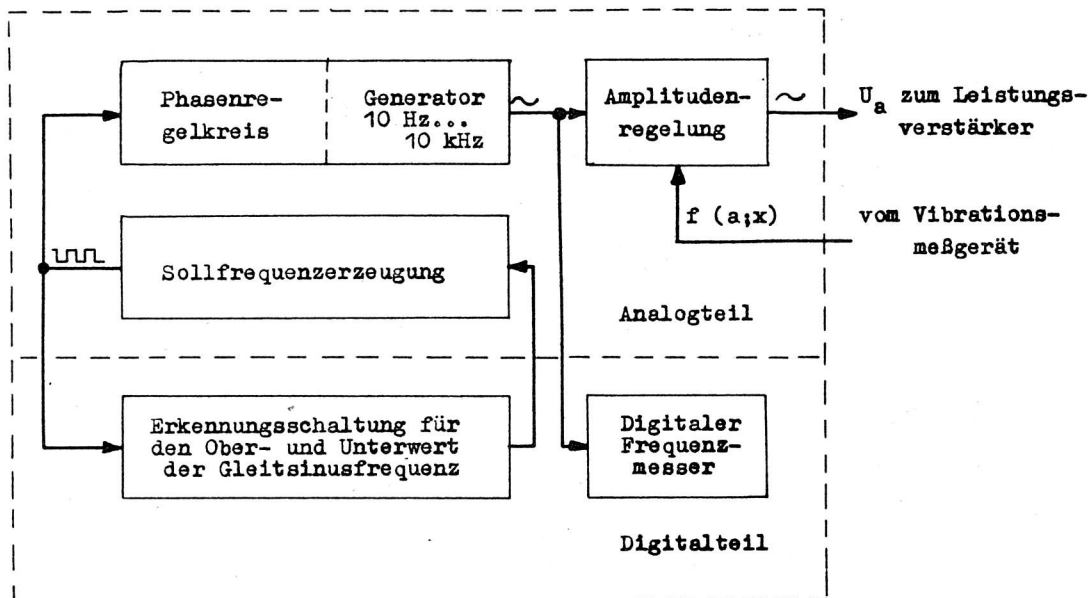 Phasenre-
gelkreis
Generator
10 Hz...
10 kHz
~
Amplituden-
regelung
~
U_a zum Leistungs-
verstärker
f (a;x)
vom Vibrations-
meßgerät
Sollfrequenzerzeugung
Analogteil
Erkennungsschaltung für
den Ober- und Unterwert
der Gleitsinusfrequenz
Digitaler
Frequenz-
messer
Digitalteil